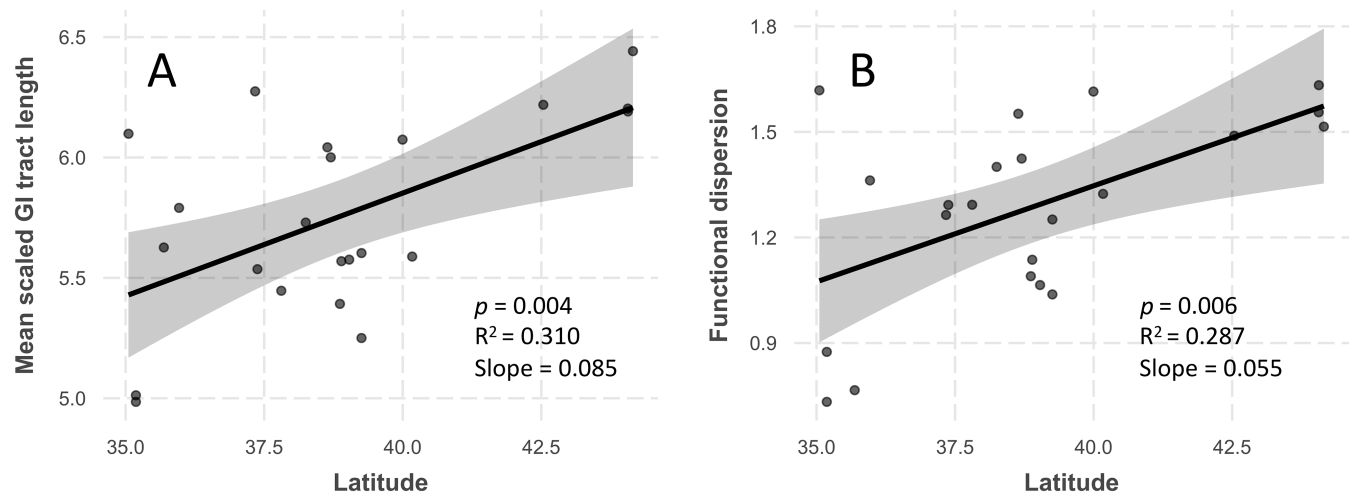 A
Mean scaled GI tract length
6.5
6.0
5.5
5.0
p = 0.004
R² = 0.310
Slope = 0.085
35.0 37.5 40.0 42.5
Latitude
B
Functional dispersion
1.8
1.5
1.2
0.9
p = 0.006
R² = 0.287
Slope = 0.055
35.0 37.5 40.0 42.5
Latitude